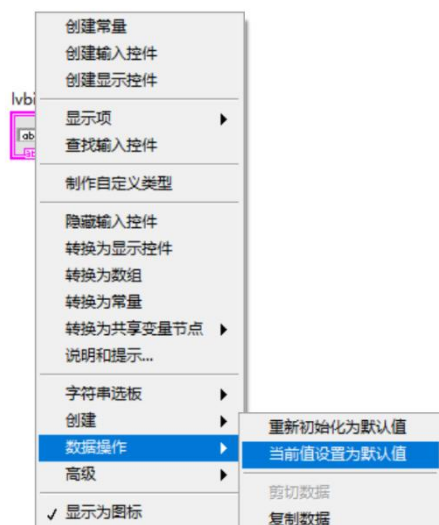 创建常量
创建输入控件
创建显示控件
lvbi
显示项
查找输入控件
制作自定义类型
隐藏输入控件
转换为显示控件
转换为数组
转换为常量
转换为共享变量节点
说明和提示...
字符串选板
创建
数据操作
高级
✓ 显示为图标
重新初始化为默认值
当前值设置为默认值
剪切数据
复制数据